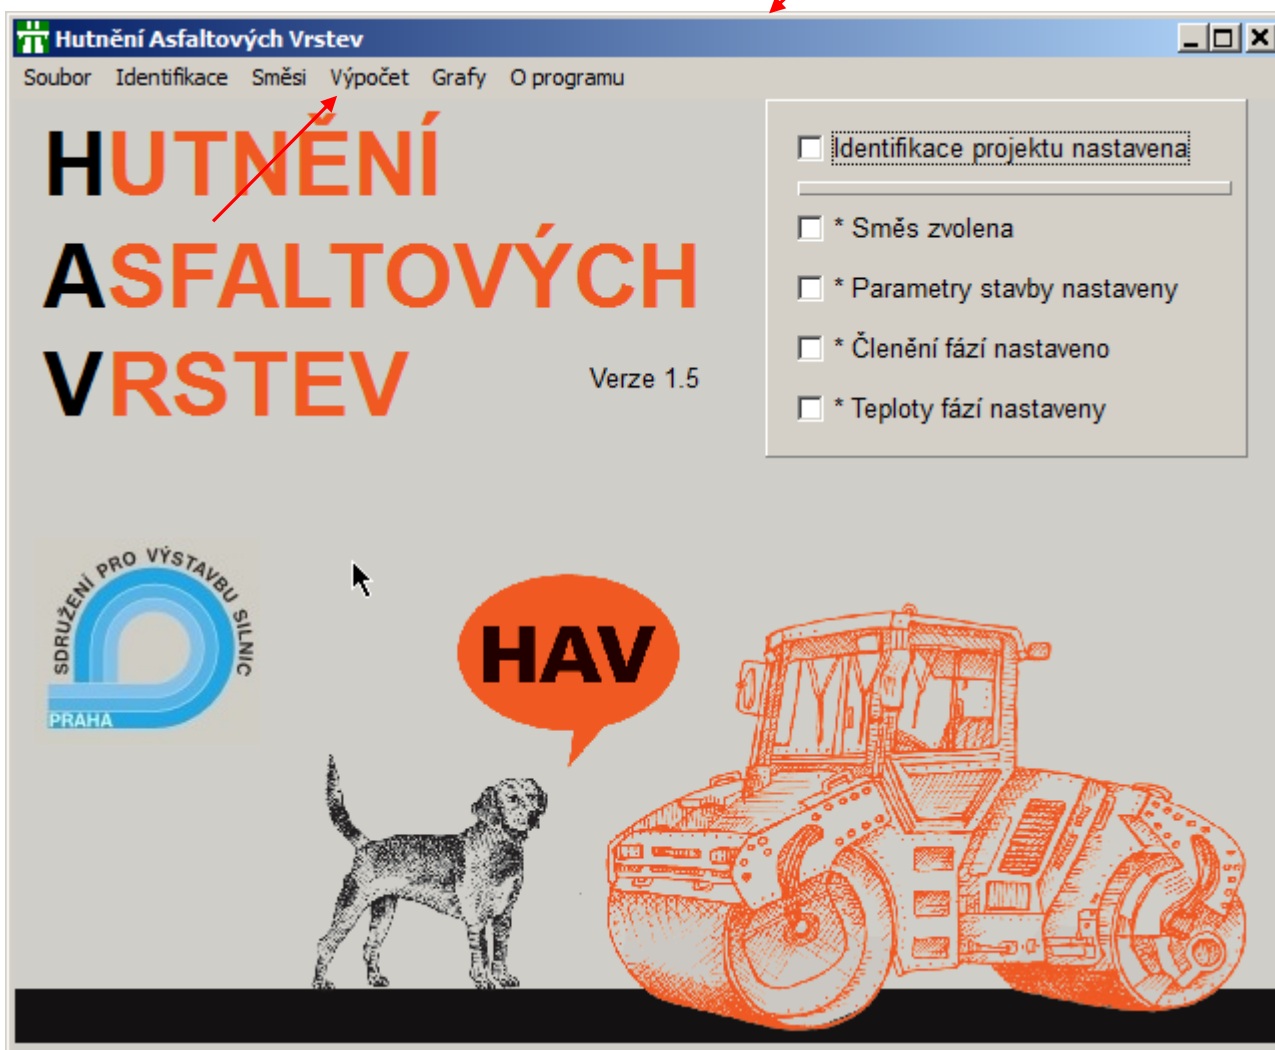 Hutnění Asfaltových Vrstev
Soubor Identifikace Směsi Výpočet Grafy O programu
HUTNĚNÍ
ASFALTOVÝCH
VRSTEV
Verze 1.5
Identifikace projektu nastavena
* Směs zvolena
* Parametry stavby nastaveny
* Členění fází nastaveno
* Teploty fází nastaveny
SDRUŽENÍ PRO VÝSTAVBU SILNIC
PRAHA
HAV